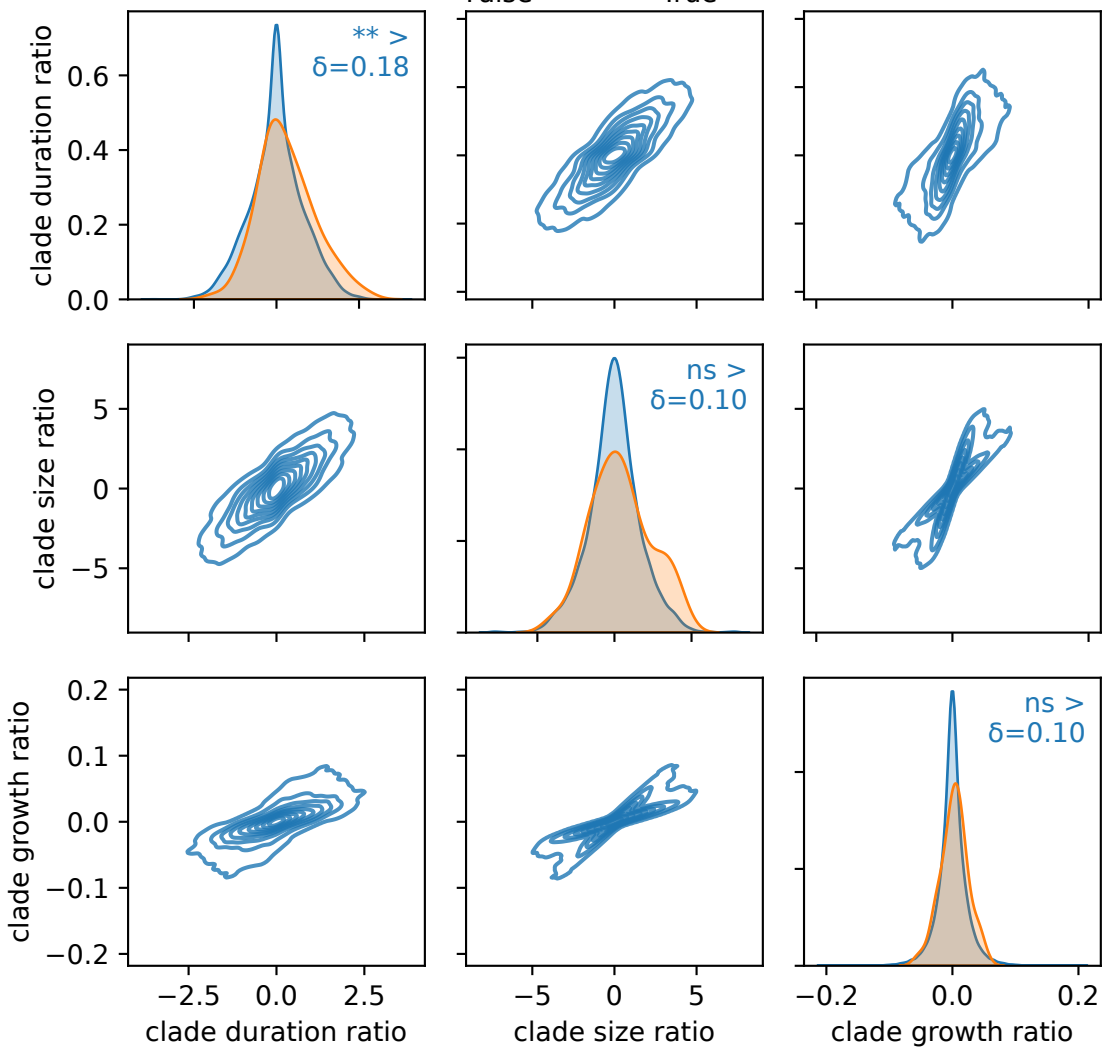 ** >
δ=0.18
clade duration ratio
0.6
0.4
0.2
0.0
ns >
δ=0.10
clade size ratio
5
0
−5
ns >
δ=0.10
clade growth ratio
0.2
0.1
0.0
−0.1
−0.2
−2.5 0.0 2.5
−5 0 5
−0.2 0.0 0.2
clade duration ratio
clade size ratio
clade growth ratio